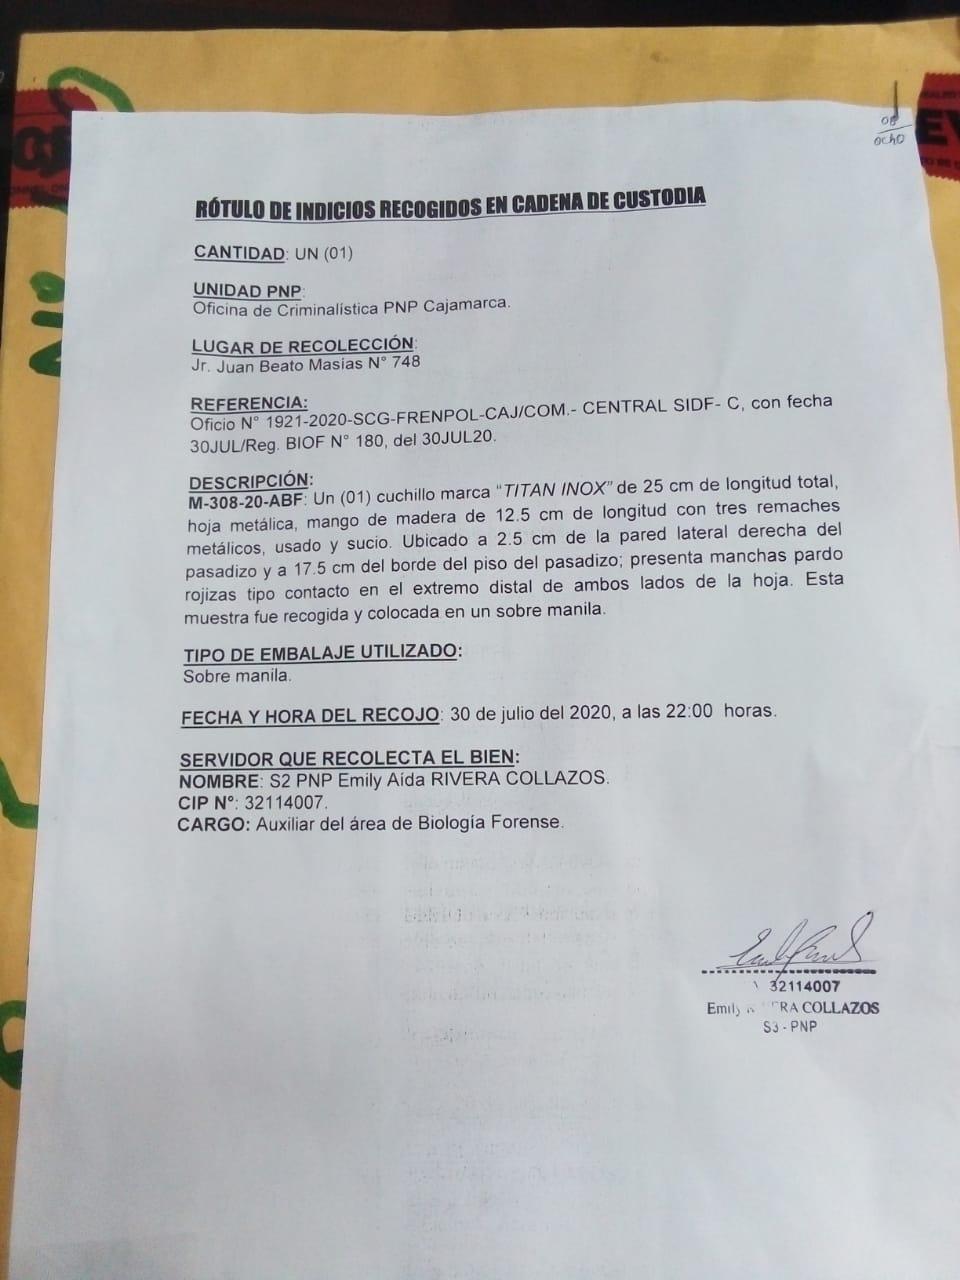 08
ocho
RÓTULO DE INDICIOS RECOGIDOS EN CADENA DE CUSTODIA
CANTIDAD: UN (01)
UNIDAD PNP:
Oficina de Criminalística PNP Cajamarca.
LUGAR DE RECOLECCIÓN:
Jr. Juan Beato Masías N° 748
REFERENCIA:
Oficio N° 1921-2020-SCG-FRENPOL-CAJ/COM.- CENTRAL SIDF- C, con fecha
30JUL/Reg. BIOF N° 180, del 30JUL20.
DESCRIPCIÓN:
M-308-20-ABF: Un (01) cuchillo marca “TITAN INOX” de 25 cm de longitud total,
hoja metálica, mango de madera de 12.5 cm de longitud con tres remaches
metálicos, usado y sucio. Ubicado a 2.5 cm de la pared lateral derecha del
pasadizo y a 17.5 cm del borde del piso del pasadizo; presenta manchas pardo
rojizas tipo contacto en el extremo distal de ambos lados de la hoja. Esta
muestra fue recogida y colocada en un sobre manila.
TIPO DE EMBALAJE UTILIZADO:
Sobre manila.
FECHA Y HORA DEL RECOJO: 30 de julio del 2020, a las 22:00 horas.
SERVIDOR QUE RECOLECTA EL BIEN:
NOMBRE: S2 PNP Emily Aída RIVERA COLLAZOS.
CIP N°: 32114007.
CARGO: Auxiliar del área de Biología Forense.
32114007
Emily COLLAZOS
S3 - PNP